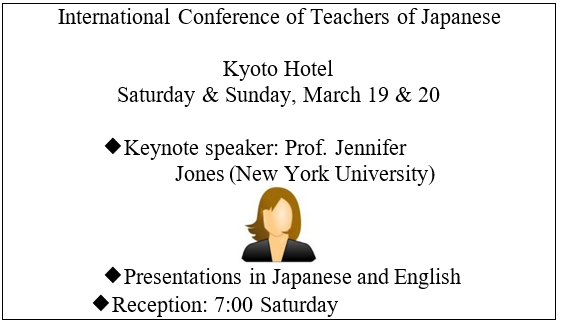 International Conference of Teachers of Japanese
Kyoto Hotel
Saturday & Sunday, March 19 & 20
◆Keynote speaker: Prof. Jennifer
Jones (New York University)
◆Presentations in Japanese and English
◆Reception: 7:00 Saturday